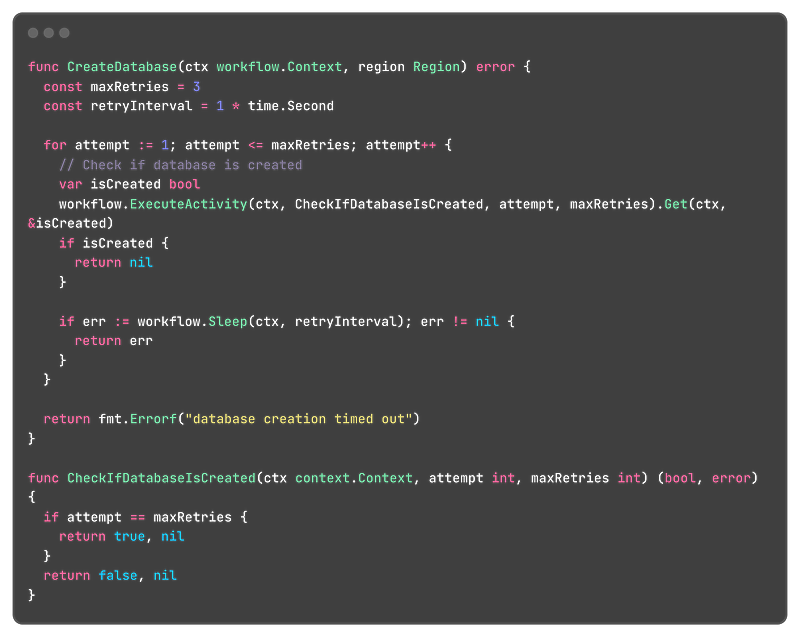 func CreateDatabase(ctx workflow.Context, region Region) error {
const maxRetries = 3
const retryInterval = 1 * time.Second
for attempt := 1; attempt <= maxRetries; attempt++ {
// Check if database is created
var isCreated bool
workflow.ExecuteActivity(ctx, CheckIfDatabaseIsCreated, attempt, maxRetries).Get(ctx,
&isCreated)
if isCreated {
return nil
}
if err := workflow.Sleep(ctx, retryInterval); err != nil {
return err
}
}
return fmt.Errorf("database creation timed out")
}
func CheckIfDatabaseIsCreated(ctx context.Context, attempt int, maxRetries int) (bool, error)
{
if attempt == maxRetries {
return true, nil
}
return false, nil
}